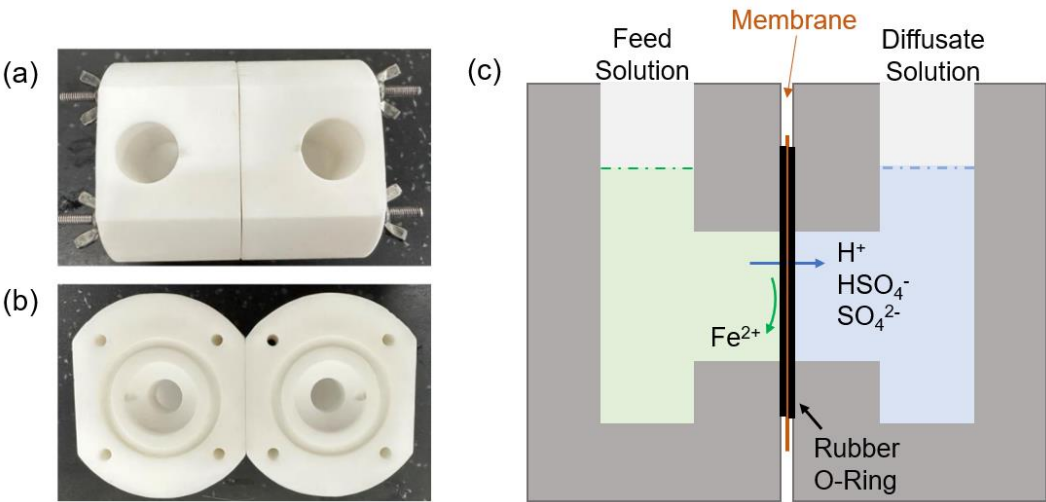 (a)
(b)
(c)
Membrane
Feed
Solution
Diffusate
Solution
H⁺
HSO₄⁻
SO₄²⁻
Fe²⁺
Rubber
O-Ring